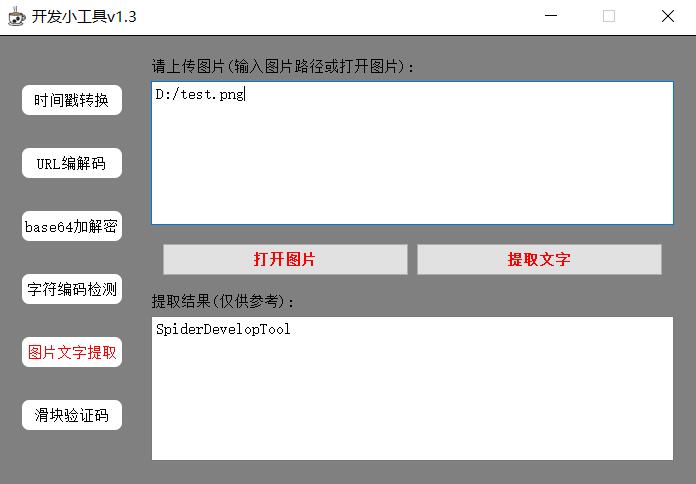 开发小工具v1.3
时间戳转换
URL编解码
base64加解密
字符编码检测
图片文字提取
滑块验证码
请上传图片(输入图片路径或打开图片):
D:/test.png
打开图片
提取文字
提取结果(仅供参考):
SpiderDevelopTool